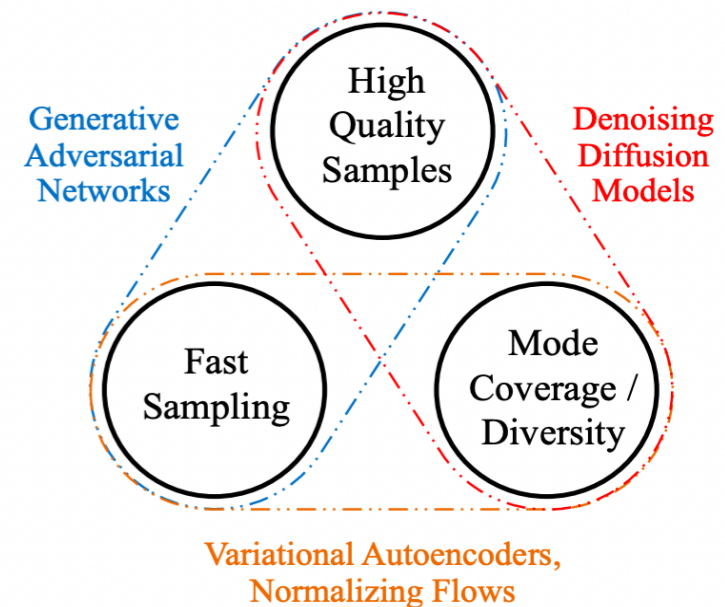 High
Quality
Samples
Generative
Adversarial
Networks
Denoising
Diffusion
Models
Fast
Sampling
Mode
Coverage /
Diversity
Variational Autoencoders,
Normalizing Flows